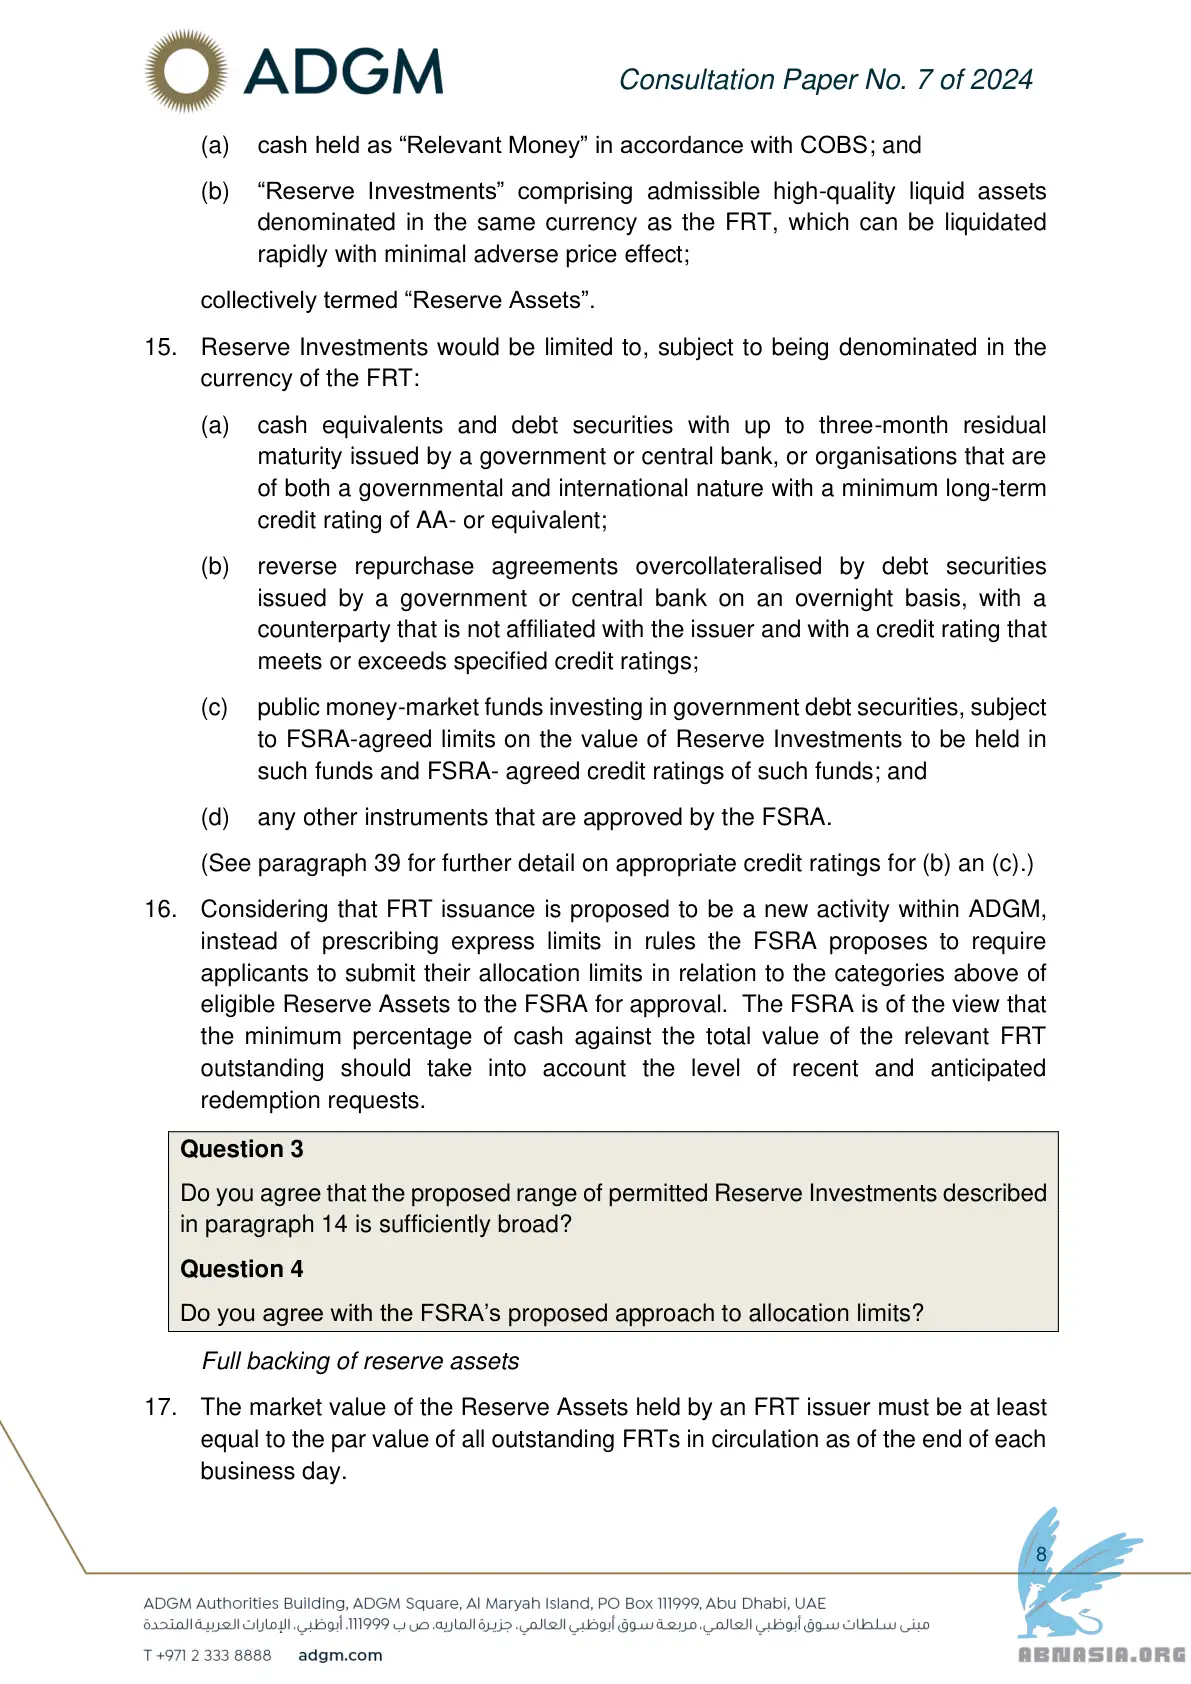 ADGM
Consultation Paper No. 7 of 2024
(a) cash held as “Relevant Money” in accordance with COBS; and
(b) “Reserve Investments” comprising admissible high-quality liquid assets
denominated in the same currency as the FRT, which can be liquidated
rapidly with minimal adverse price effect;
collectively termed “Reserve Assets”.
15. Reserve Investments would be limited to, subject to being denominated in the
currency of the FRT:
(a) cash equivalents and debt securities with up to three-month residual
maturity issued by a government or central bank, or organisations that are
of both a governmental and international nature with a minimum long-term
credit rating of AA- or equivalent;
(b) reverse repurchase agreements overcollateralised by debt securities
issued by a government or central bank on an overnight basis, with a
counterparty that is not affiliated with the issuer and with a credit rating that
meets or exceeds specified credit ratings;
(c) public money-market funds investing in government debt securities, subject
to FSRA-agreed limits on the value of Reserve Investments to be held in
such funds and FSRA- agreed credit ratings of such funds; and
(d) any other instruments that are approved by the FSRA.
(See paragraph 39 for further detail on appropriate credit ratings for (b) an (c).)
16. Considering that FRT issuance is proposed to be a new activity within ADGM,
instead of prescribing express limits in rules the FSRA proposes to require
applicants to submit their allocation limits in relation to the categories above of
eligible Reserve Assets to the FSRA for approval. The FSRA is of the view that
the minimum percentage of cash against the total value of the relevant FRT
outstanding should take into account the level of recent and anticipated
redemption requests.
Question 3
Do you agree that the proposed range of permitted Reserve Investments described
in paragraph 14 is sufficiently broad?
Question 4
Do you agree with the FSRA’s proposed approach to allocation limits?
Full backing of reserve assets
17. The market value of the Reserve Assets held by an FRT issuer must be at least
equal to the par value of all outstanding FRTs in circulation as of the end of each
business day.
8
ADGM Authorities Building, ADGM Square, Al Maryah Island, PO Box 111999, Abu Dhabi, UAE
مبنى سلطات سوق أبوظبي العالمي، مربعة سوق أبوظبي العالمي، جزيرة الماريه، ص ب 111999، أبوظبي، الإمارات العربية المتحدة
T +971 2 333 8888 adgm.com
ABNASIA.ORG